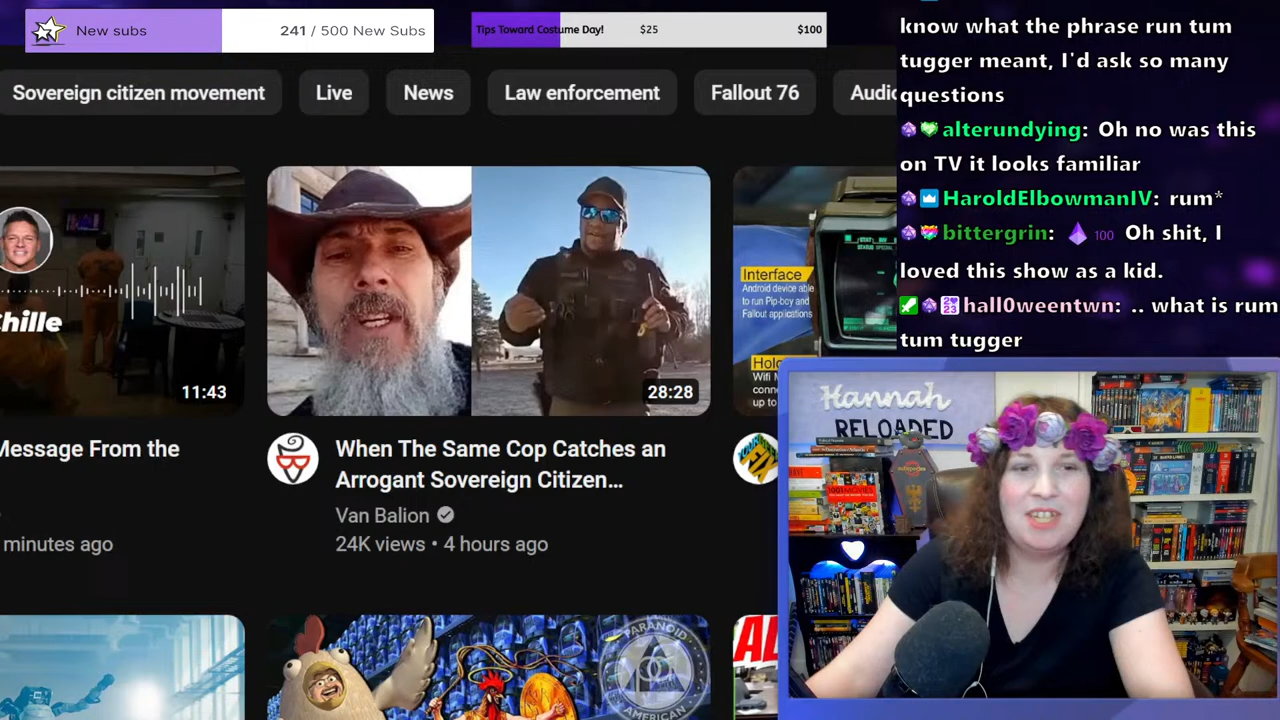 New subs
241 / 500 New Subs
Tips Toward Costume Day!
$25
$100
Sovereign citizen movement
Live
News
Law enforcement
Fallout 76
Audio
Chille
11:43
28:28
Interface
Android device able
to run Pip-boy and
Fallout applications
Message From the
minutes ago
When The Same Cop Catches an
Arrogant Sovereign Citizen…
Van Balion
24K views • 4 hours ago
PARANOID
AMERICAN
know what the phrase run tum
tugger meant, I'd ask so many
questions
alterundying: Oh no was this
on TV it looks familiar
HaroldElbowmanIV: rum*
bittergrin: 100 Oh shit, I
loved this show as a kid.
hall0weentwn: .. what is rum
tum tugger
Hannah
RELOADED